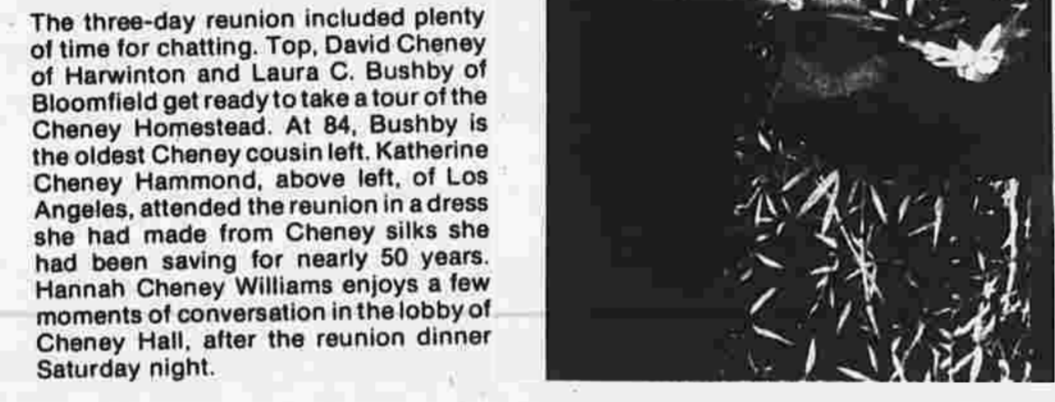 The three-day reunion included plenty
of time for chatting. Top, David Cheney
of Harwinton and Laura C. Bushby of
Bloomfield get ready to take a tour of the
Cheney Homestead. At 84, Bushby is
the oldest Cheney cousin left. Katherine
Cheney Hammond, above left, of Los
Angeles, attended the reunion in a dress
she had made from Cheney silks she
had been saving for nearly 50 years.
Hannah Cheney Williams enjoys a few
moments of conversation in the lobby of
Cheney Hall, after the reunion dinner
Saturday night.